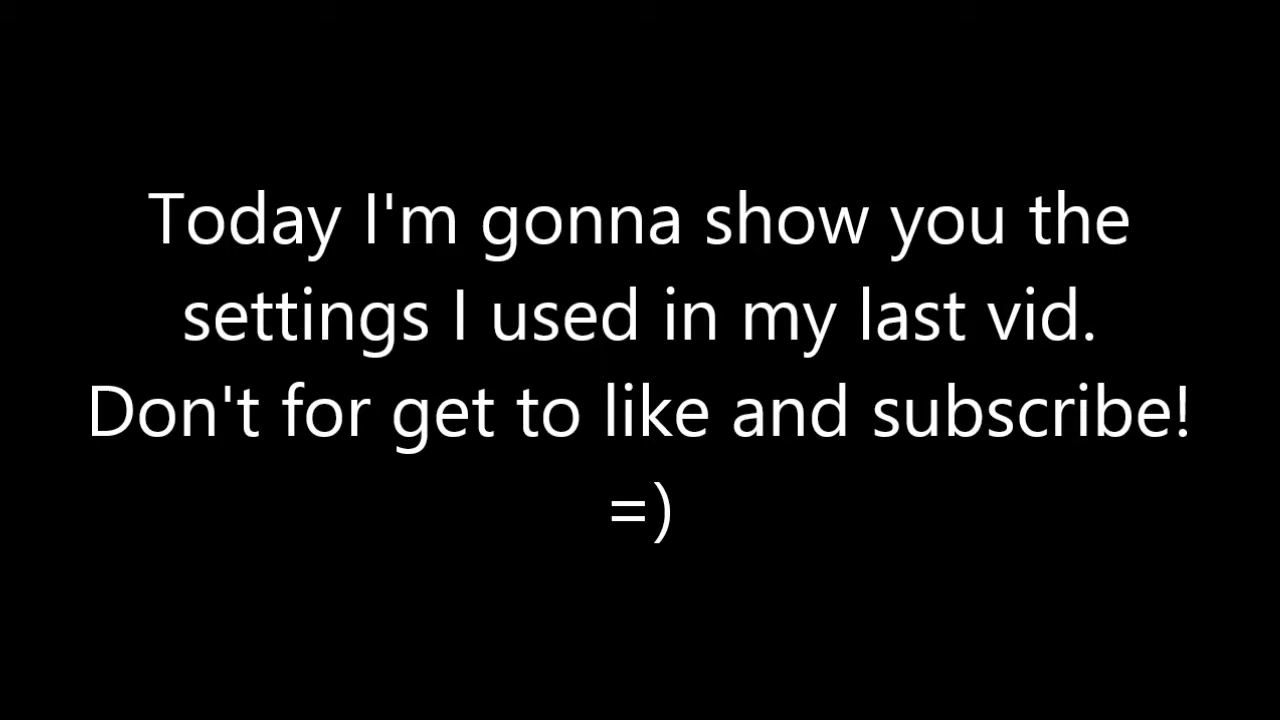 Today I'm gonna show you the
settings I used in my last vid.
Don't for get to like and subscribe!
=)